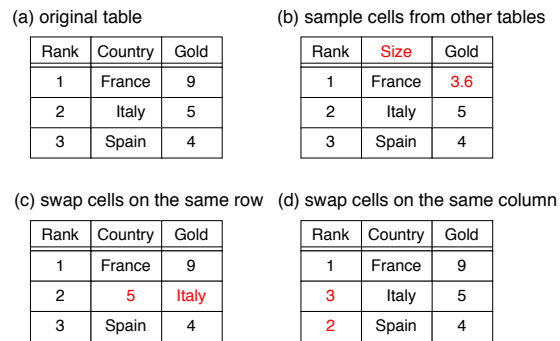 (a) original table
Rank Country Gold
1 France 9
2 Italy 5
3 Spain 4
(b) sample cells from other tables
Rank Size Gold
1 France 3.6
2 Italy 5
3 Spain 4
(c) swap cells on the same row
Rank Country Gold
1 France 9
2 5 Italy
3 Spain 4
(d) swap cells on the same column
Rank Country Gold
1 France 9
3 Italy 5
2 Spain 4